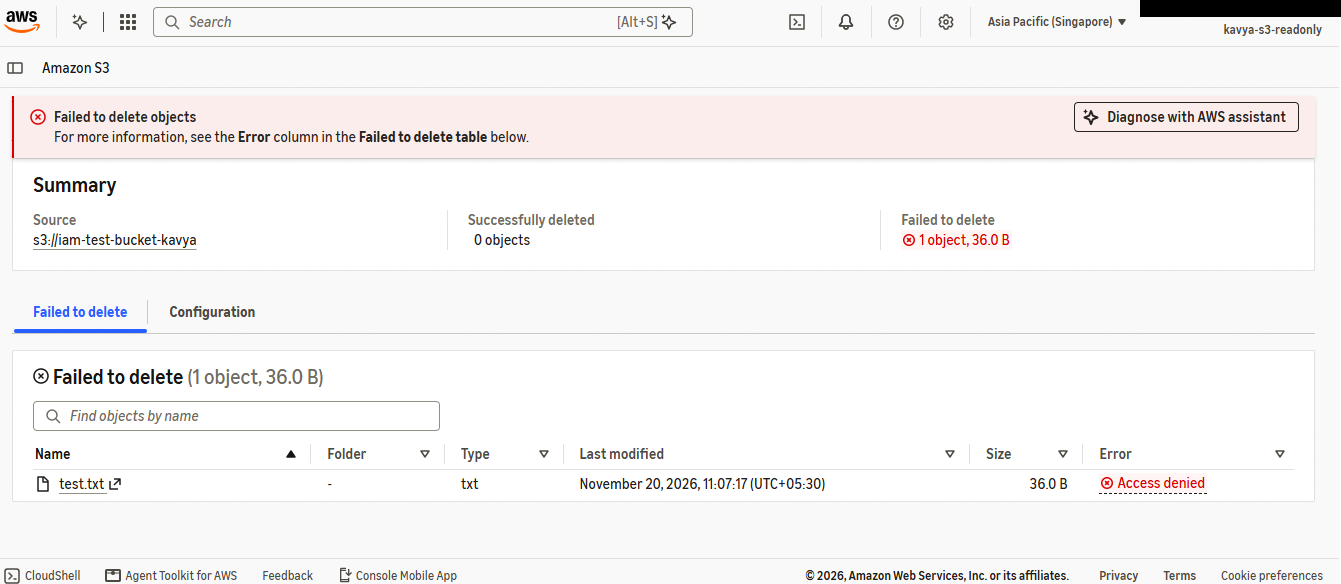 aws
Search [Alt+S]
Asia Pacific (Singapore)
kavya-s3-readonly
Amazon S3
Failed to delete objects
For more information, see the Error column in the Failed to delete table below.
Diagnose with AWS assistant
Summary
Source
s3://iam-test-bucket-kavya
Successfully deleted
0 objects
Failed to delete
1 object, 36.0 B
Failed to delete Configuration
Failed to delete (1 object, 36.0 B)
Find objects by name
Name Folder Type Last modified Size Error
test.txt - txt November 20, 2026, 11:07:17 (UTC+05:30) 36.0 B Access denied
CloudShell Agent Toolkit for AWS Feedback Console Mobile App © 2026, Amazon Web Services, Inc. or its affiliates. Privacy Terms Cookie preferences